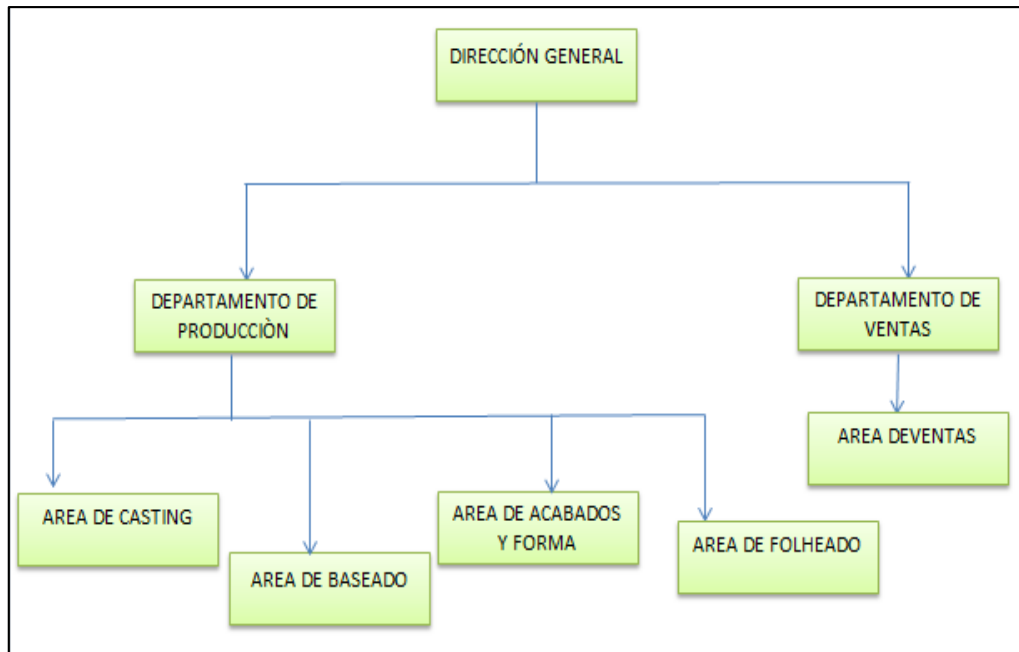 DIRECCIÓN GENERAL
DEPARTAMENTO DE
PRODUCCIÒN
DEPARTAMENTO DE
VENTAS
AREA DEVENTAS
AREA DE CASTING
AREA DE BASEADO
AREA DE ACABADOS
Y FORMA
AREA DE FOLHEADO